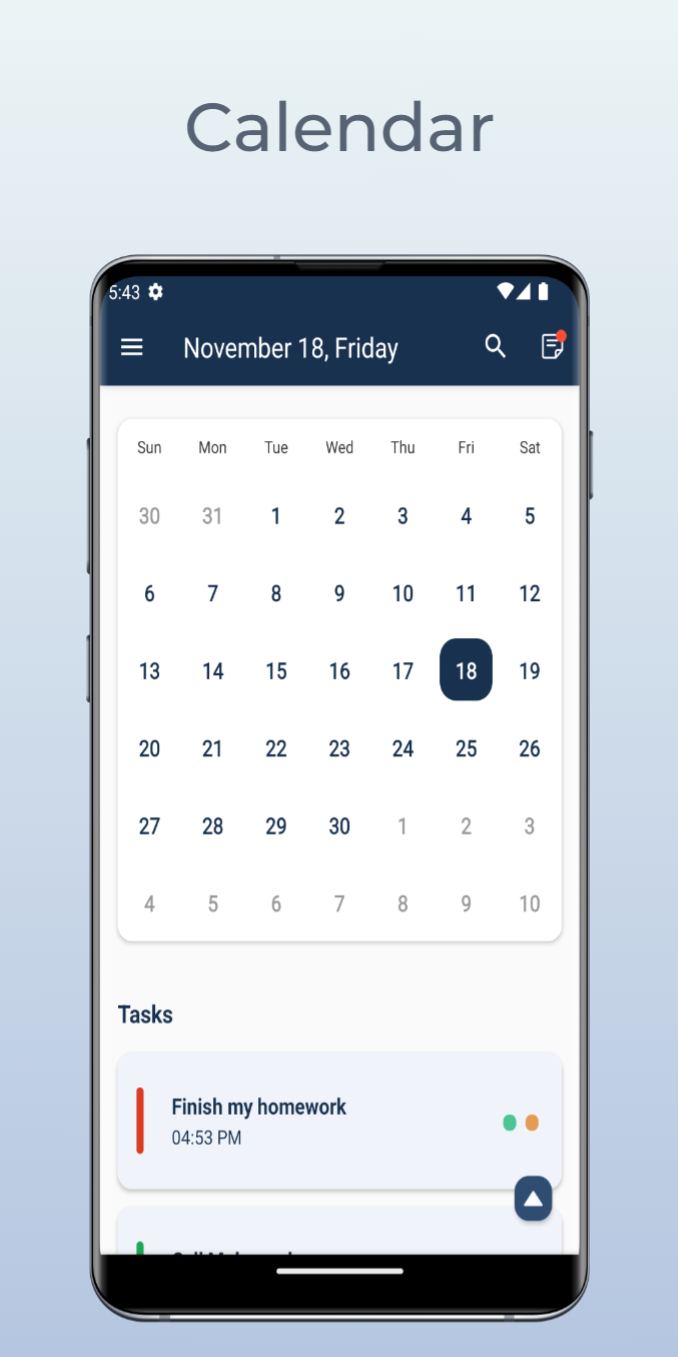 Calendar
5:43
November 18, Friday
Sun Mon Tue Wed Thu Fri Sat
30 31 1 2 3 4 5
6 7 8 9 10 11 12
13 14 15 16 17 18 19
20 21 22 23 24 25 26
27 28 29 30 1 2 3
4 5 6 7 8 9 10
Tasks
Finish my homework
04:53 PM